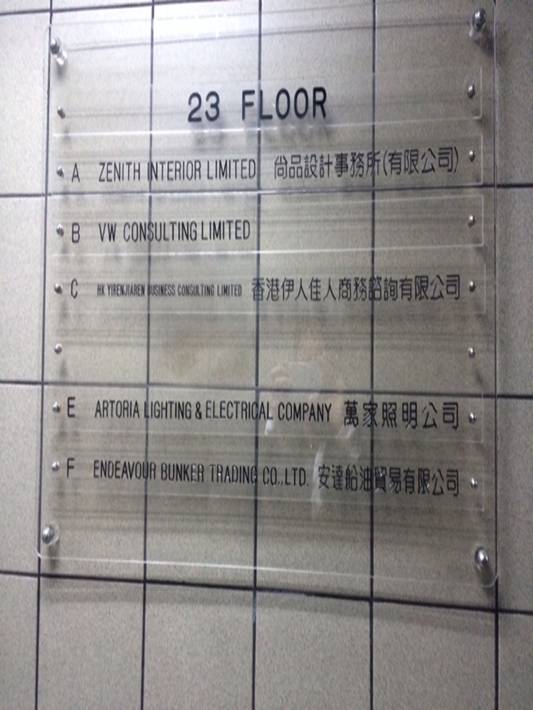 23 FLOOR
A ZENITH INTERIOR LIMITED 尚品設計事務所(有限公司)
B VW CONSULTING LIMITED
C HK YIRENJIAREN BUSINESS CONSULTING LIMITED 香港伊人佳人商務諮詢有限公司
E ARTORIA LIGHTING & ELECTRICAL COMPANY 萬家照明公司
F ENDEAVOUR BUNKER TRADING CO.,LTD. 安達船油貿易有限公司